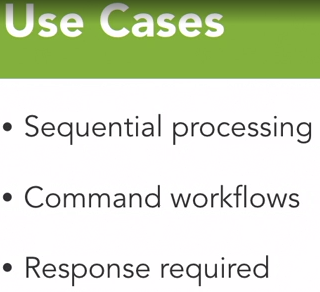 Use Cases
• Sequential processing
• Command workflows
• Response required